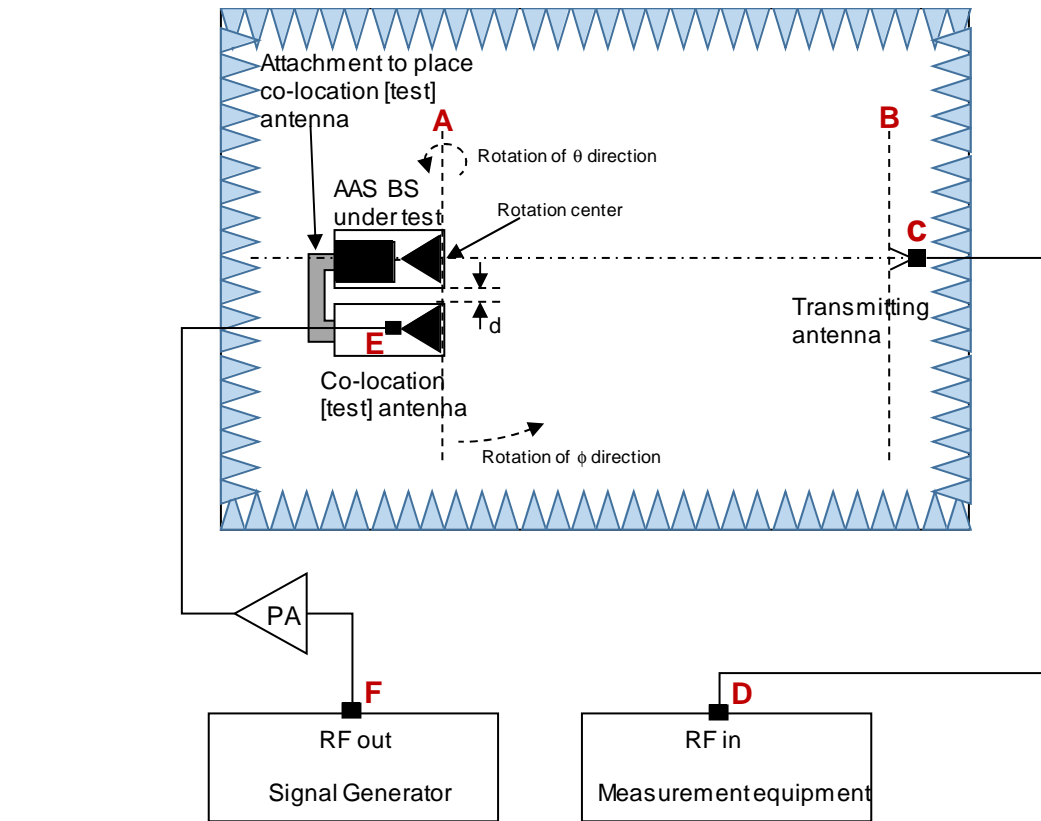 Attachment to place
co-location [test]
antenna
A
B
Rotation of θ direction
AAS BS
under test
Rotation center
C
d
Transmitting
antenna
E
Co-location
[test] antenna
Rotation of ϕ direction
PA
F
D
RF out
RF in
Signal Generator
Measurement equipment